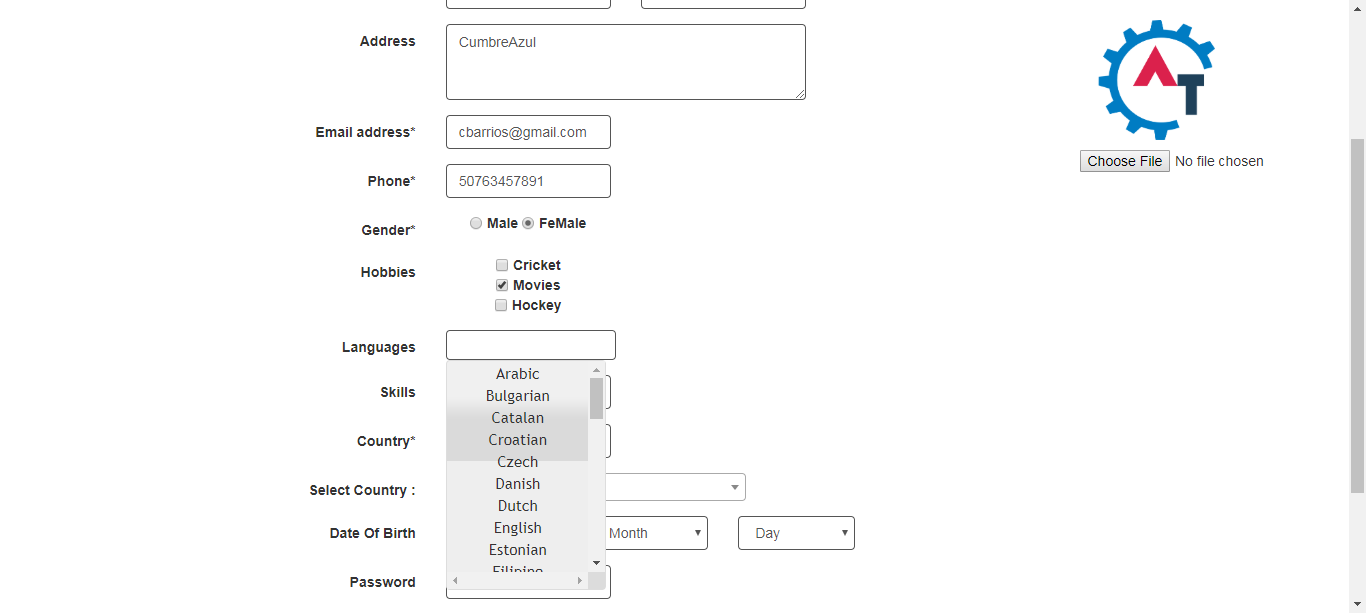 Address
CumbreAzul
Email address*
cbarrios@gmail.com
Phone*
50763457891
Gender*
Male FeMale
Hobbies
Cricket
Movies
Hockey
Languages
Arabic
Bulgarian
Catalan
Croatian
Czech
Danish
Dutch
English
Estonian
Filipino
Skills
Country*
Select Country :
Date Of Birth
Month
Day
Password
AT
Choose File No file chosen